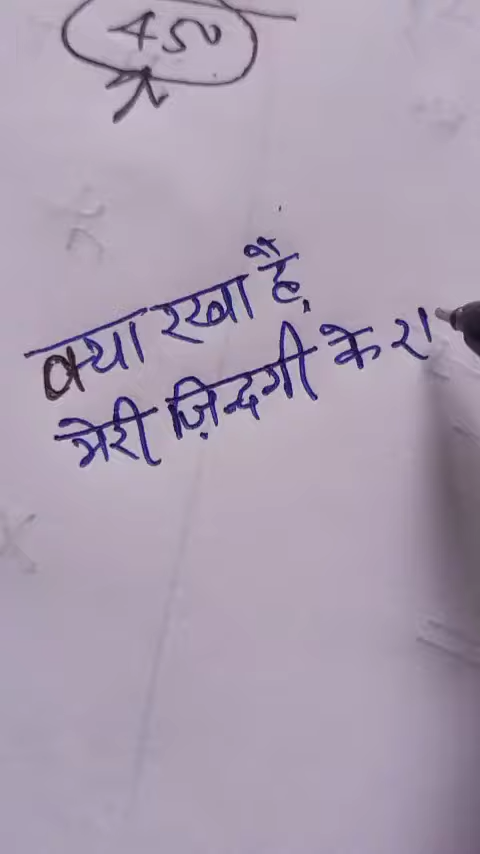 450
क्या रखा है,
मेरी ज़िन्दगी के रा